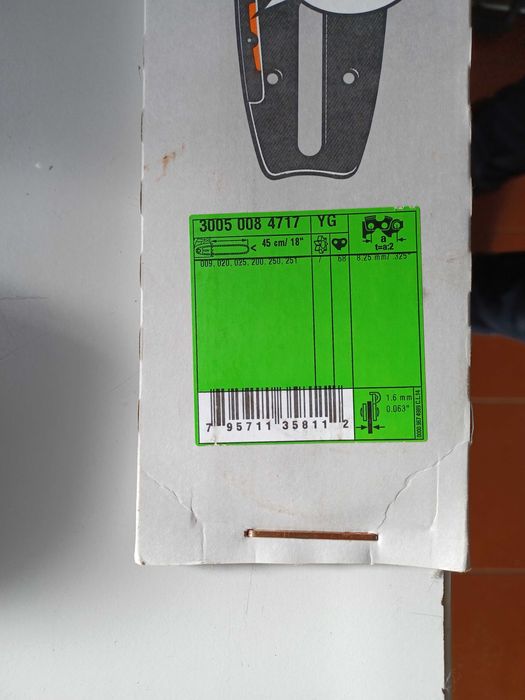 3005 008 4717 YG
45 cm/ 18"
a
t=a:2
009, 020, 025, 200, 250, 251 7 68 8.25 mm/ .325"
1.6 mm
0.063"
7 95711 35811 2